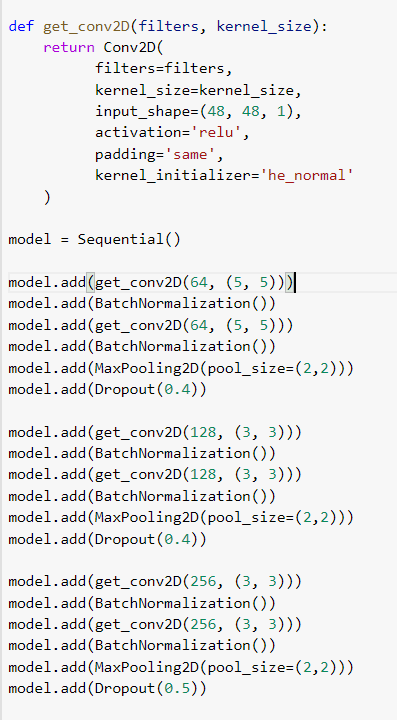 def get_conv2D(filters, kernel_size):
    return Conv2D(
          filters=filters,
          kernel_size=kernel_size,
          input_shape=(48, 48, 1),
          activation='relu',
          padding='same',
          kernel_initializer='he_normal'
    )
model = Sequential()
model.add(get_conv2D(64, (5, 5)))
model.add(BatchNormalization())
model.add(get_conv2D(64, (5, 5)))
model.add(BatchNormalization())
model.add(MaxPooling2D(pool_size=(2,2)))
model.add(Dropout(0.4))
model.add(get_conv2D(128, (3, 3)))
model.add(BatchNormalization())
model.add(get_conv2D(128, (3, 3)))
model.add(BatchNormalization())
model.add(MaxPooling2D(pool_size=(2,2)))
model.add(Dropout(0.4))
model.add(get_conv2D(256, (3, 3)))
model.add(BatchNormalization())
model.add(get_conv2D(256, (3, 3)))
model.add(BatchNormalization())
model.add(MaxPooling2D(pool_size=(2,2)))
model.add(Dropout(0.5))